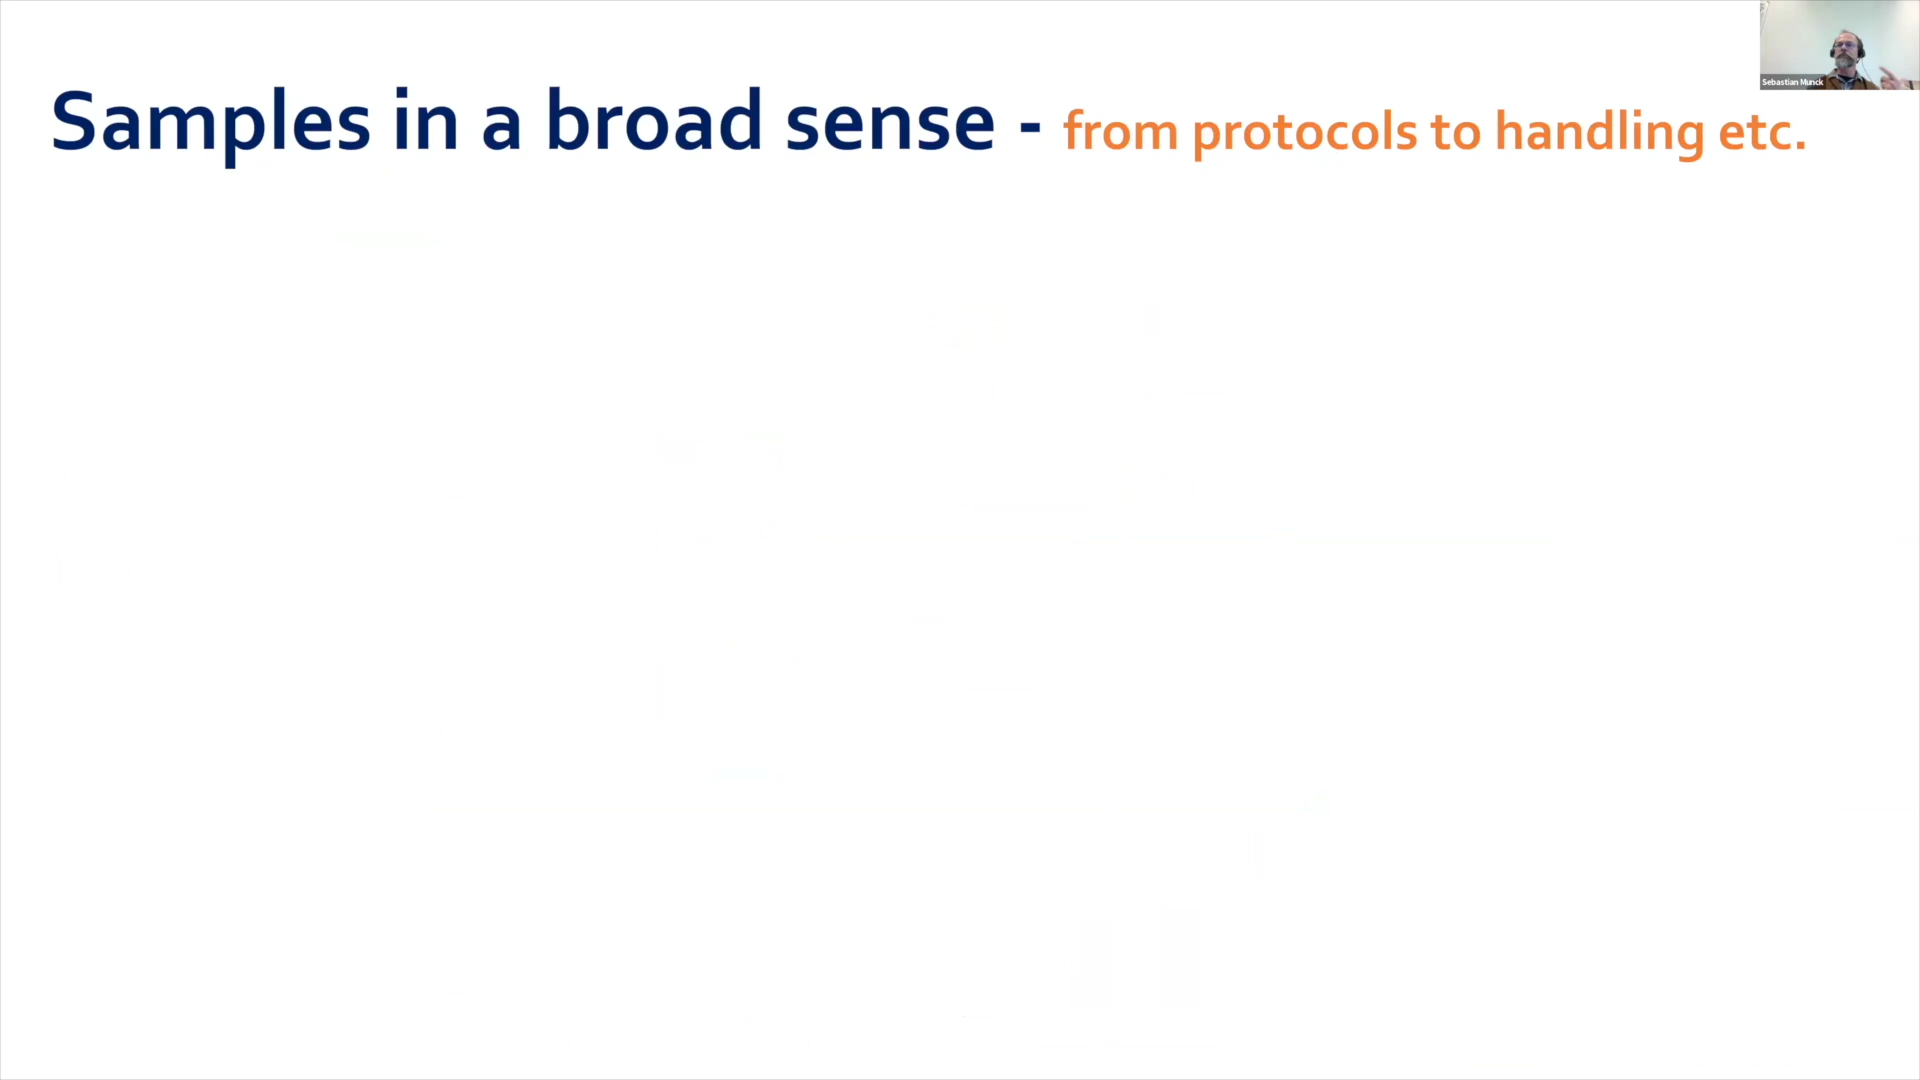 Samples in a broad sense - from protocols to handling etc.
Sebastian Munck